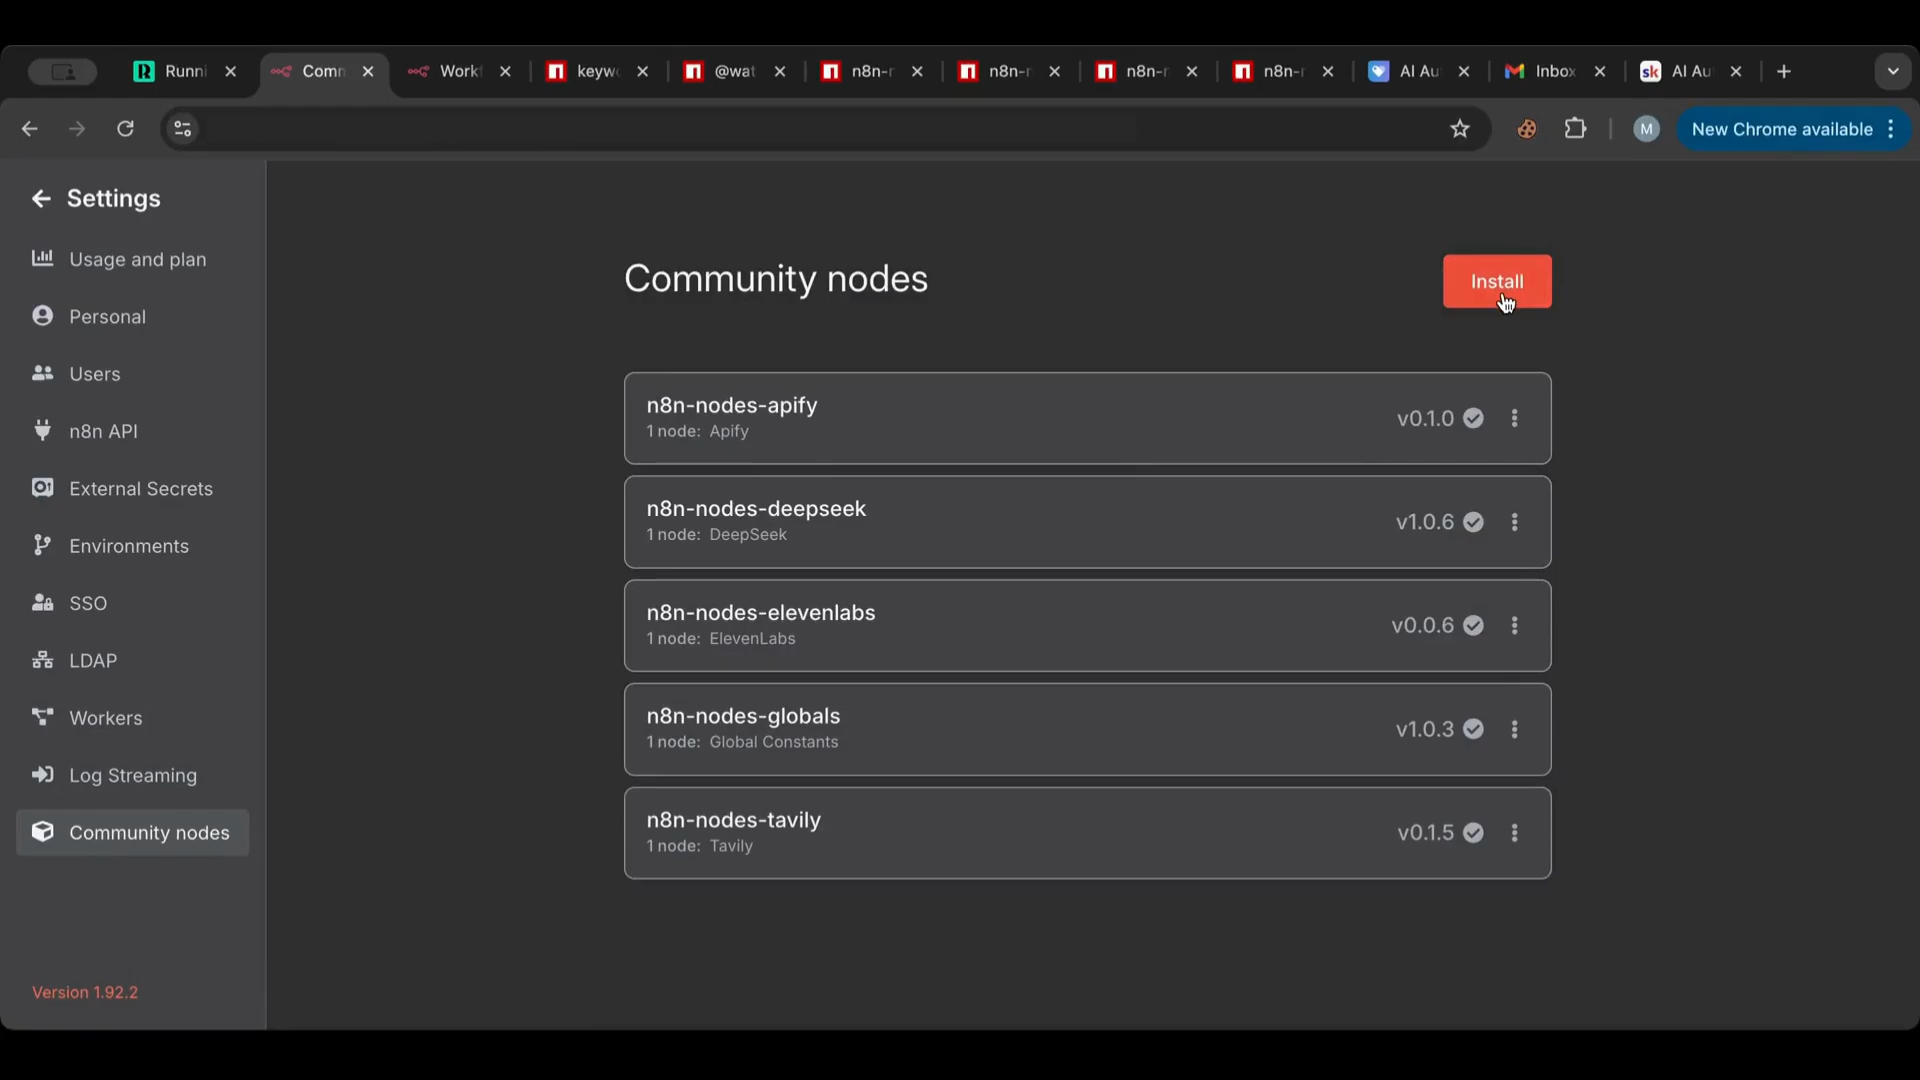 Runni
Comm
Workf
keywo
@wat
n8n-r
n8n-r
n8n-r
n8n-r
AI Au
Inbox
sk
AI Au
M
New Chrome available
Settings
Usage and plan
Personal
Users
n8n API
External Secrets
Environments
SSO
LDAP
Workers
Log Streaming
Community nodes
Version 1.92.2
Community nodes
Install
n8n-nodes-apify
1 node: Apify
v0.1.0
n8n-nodes-deepseek
1 node: DeepSeek
v1.0.6
n8n-nodes-elevenlabs
1 node: ElevenLabs
v0.0.6
n8n-nodes-globals
1 node: Global Constants
v1.0.3
n8n-nodes-tavily
1 node: Tavily
v0.1.5